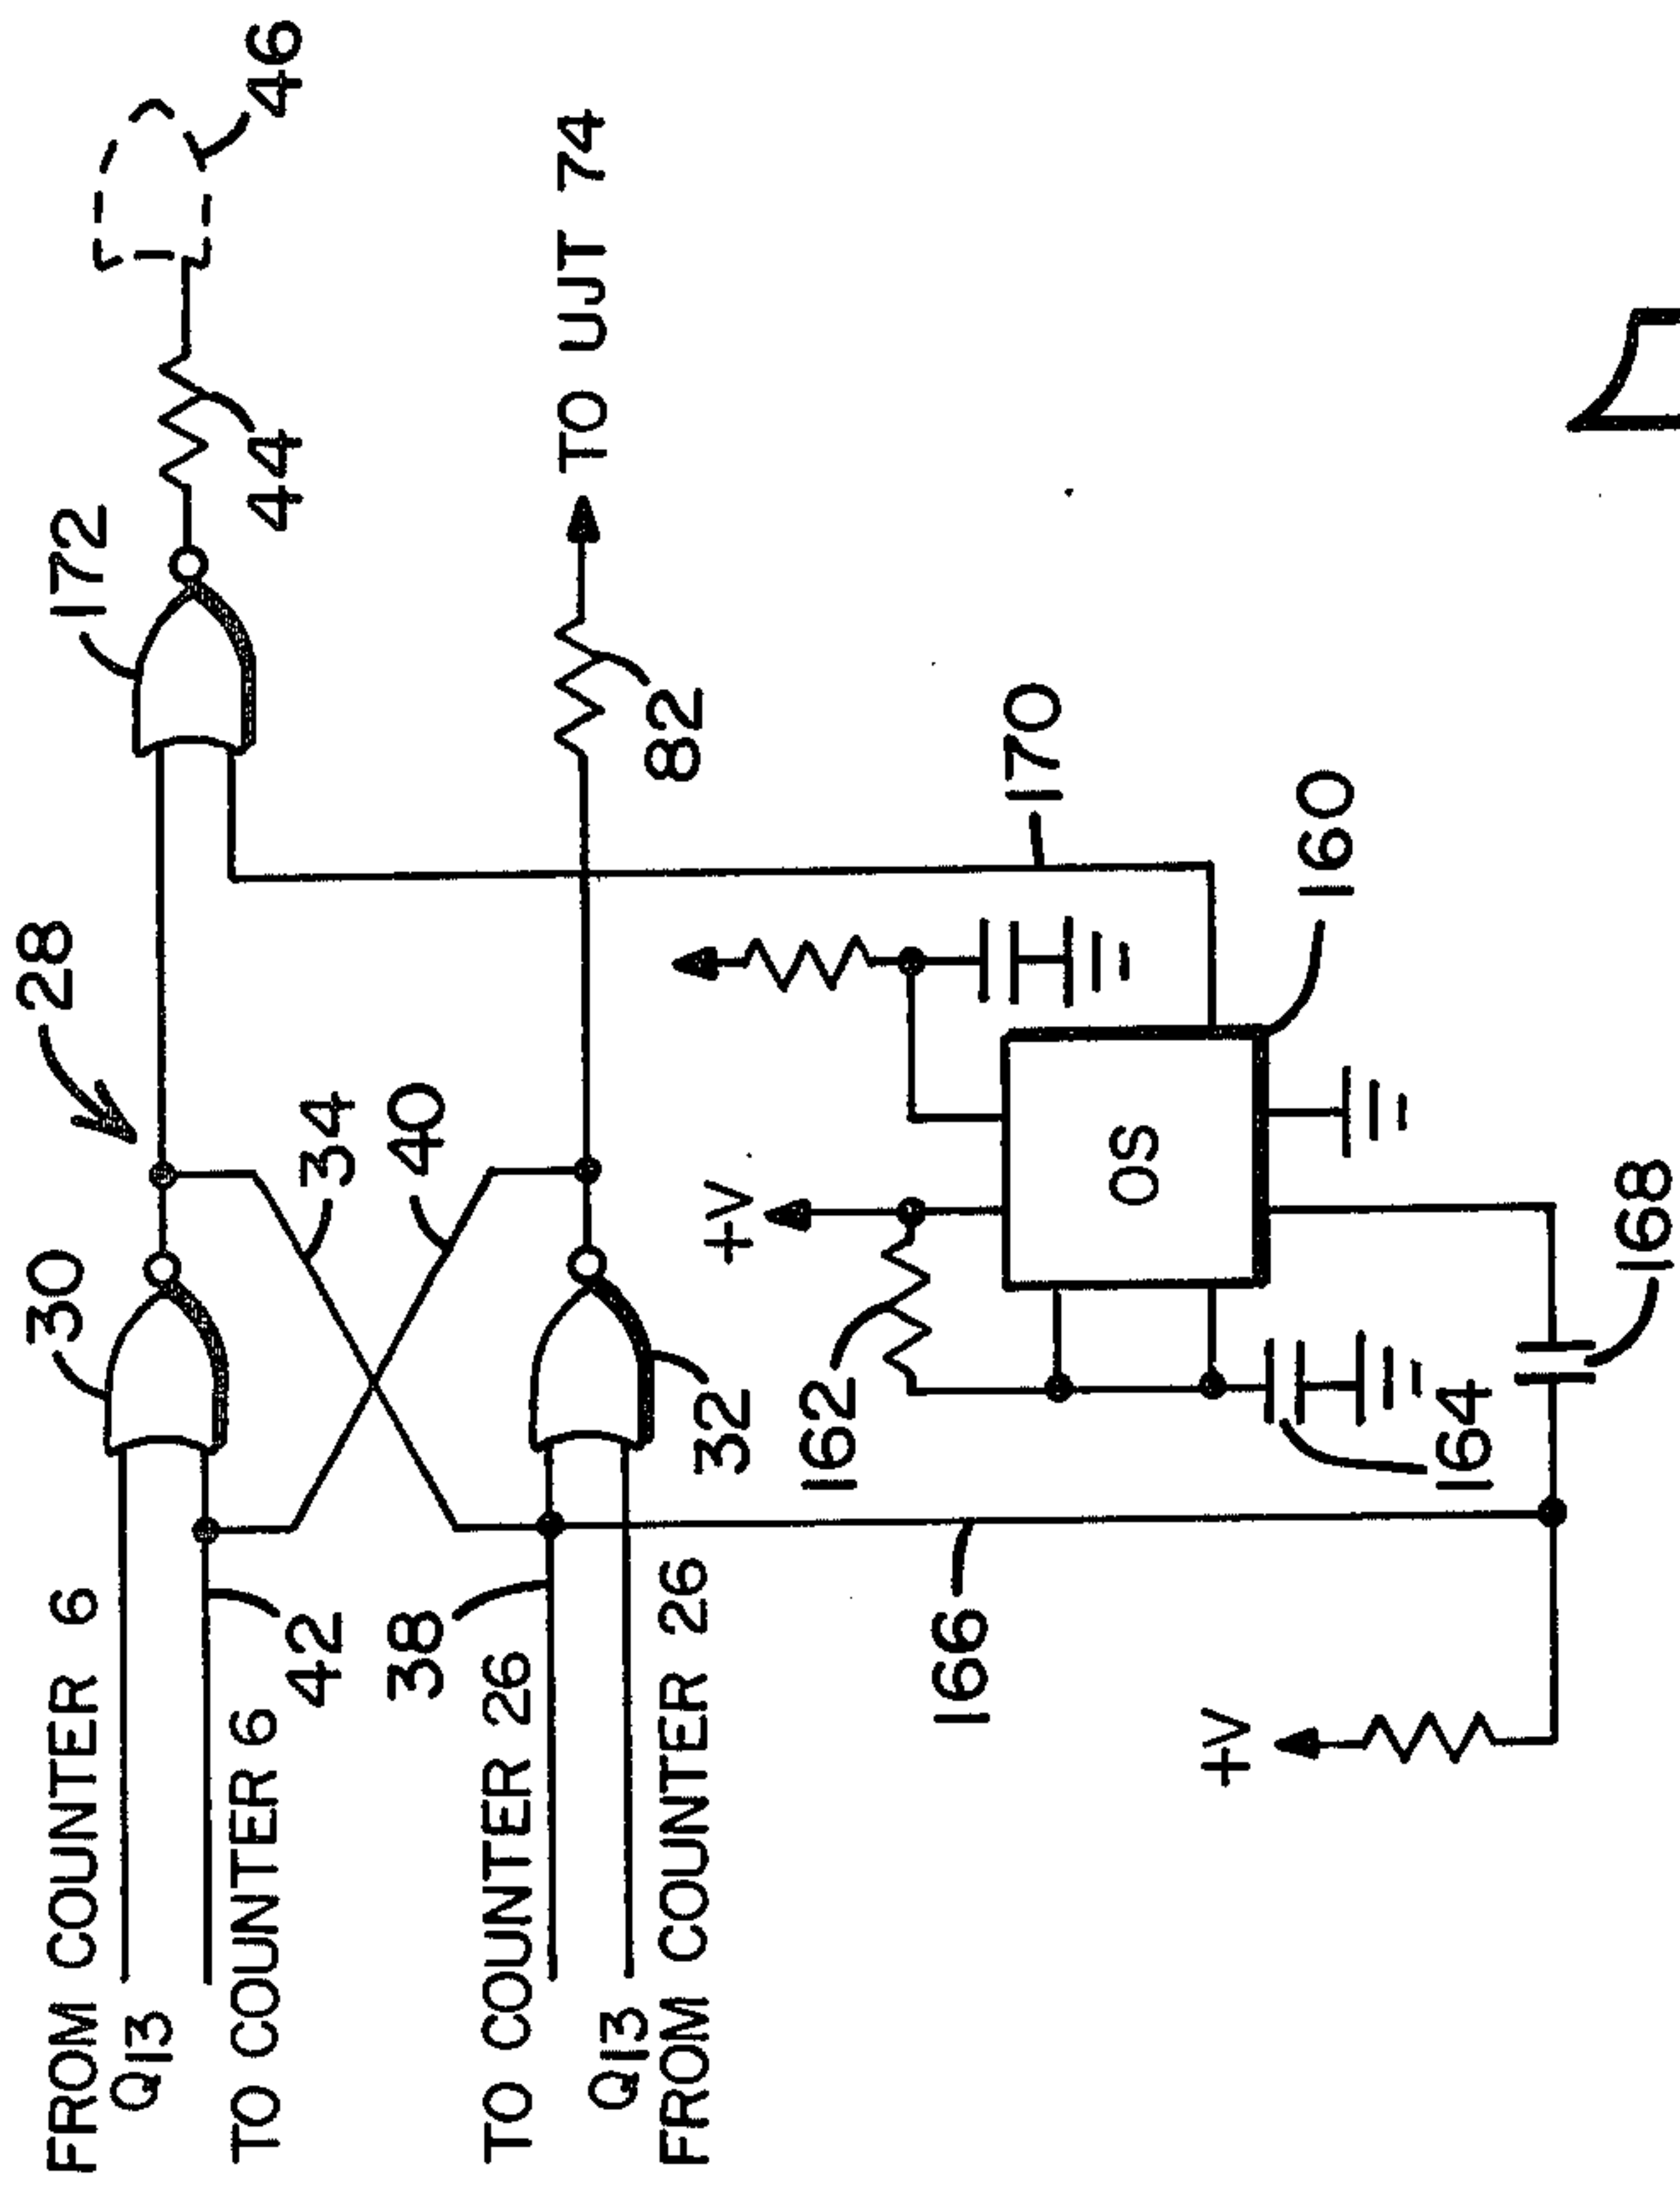 FROM COUNTER 6
Q13
TO COUNTER 6
42
30
28
172
44
46
34
40
38
TO COUNTER 26
Q13
FROM COUNTER 26
32
82
TO UJT 74
+V
162
OS
170
160
164
166
168
+V